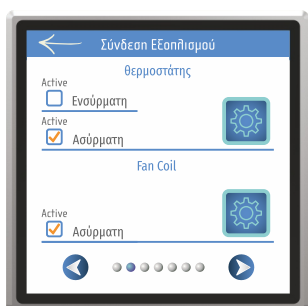 Σύνδεση Εξοπλισμού
θερμοστάτης
Active
Ενσύρματη
Active
Ασύρματη
Fan Coil
Active
Ασύρματη